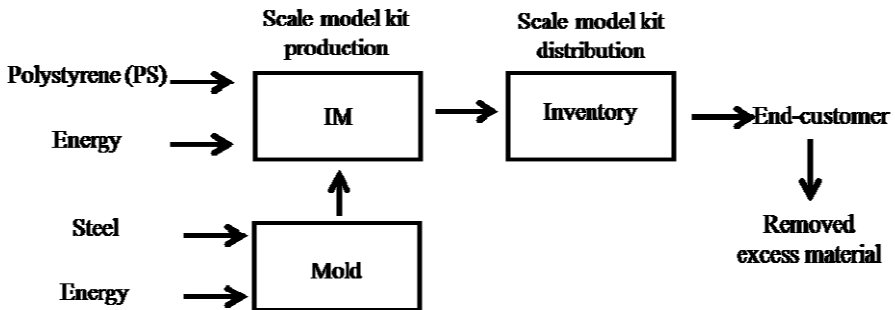 Scale model kit
production
Scale model kit
distribution
Polystyrene (PS)
IM
Inventory
End-customer
Energy
Steel
Mold
Energy
Removed
excess material